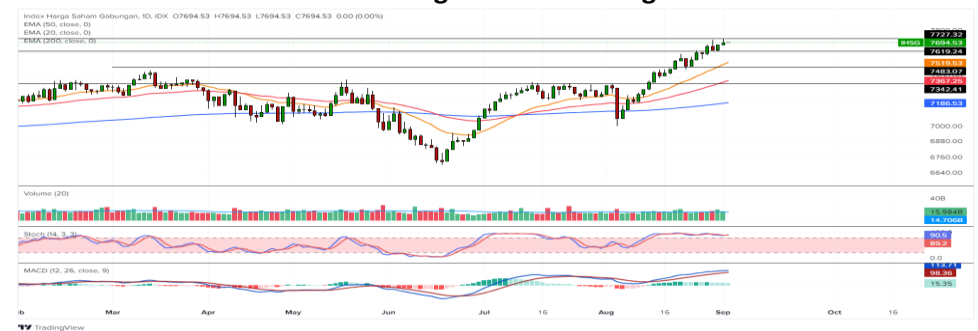 Index Harga Saham Gabungan, 1D, IDX O7694.53 H7694.53 L7694.53 C7694.53 0.00 (0.00%)
EMA (50, close, 0)
EMA (20, close, 0)
EMA (200, close, 0)
7727.32
IHSG 7694.53
7619.24
7519.53
7483.07
7367.25
7342.41
7186.53
7000.00
6880.00
6760.00
6640.00
Volume (20)
40B
15.984B
14.706B
Stoch (14, 3, 3)
90.5
89.2
0.0
MACD (12, 26, close, 9)
113.71
98.36
15.35
Mar Apr May Jun Jul 16 Aug 16 Sep Oct 16
TradingView